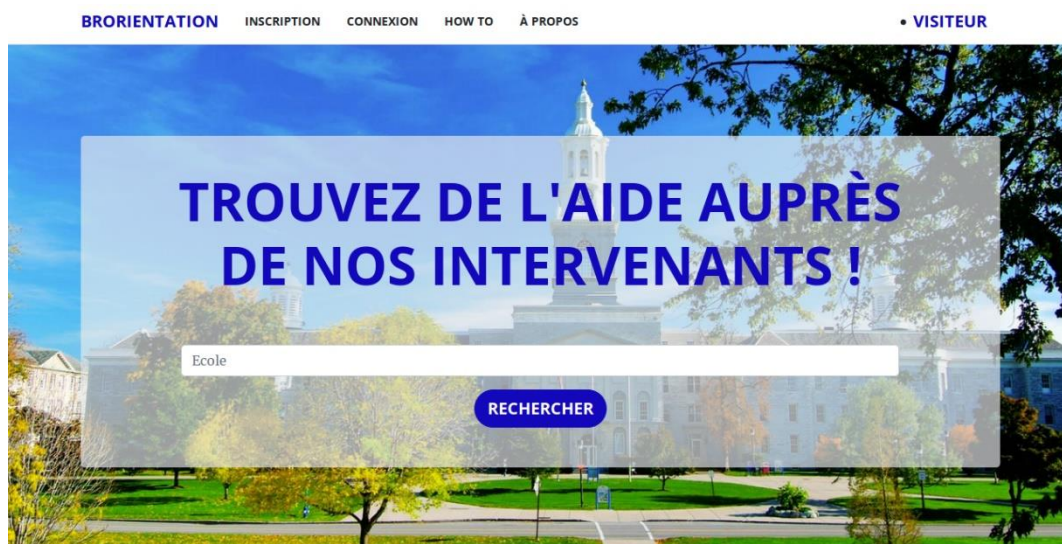 BRORIENTATION INSCRIPTION CONNEXION HOW TO À PROPOS • VISITEUR
TROUVEZ DE L'AIDE AUPRÈS
DE NOS INTERVENANTS !
Ecole
RECHERCHER